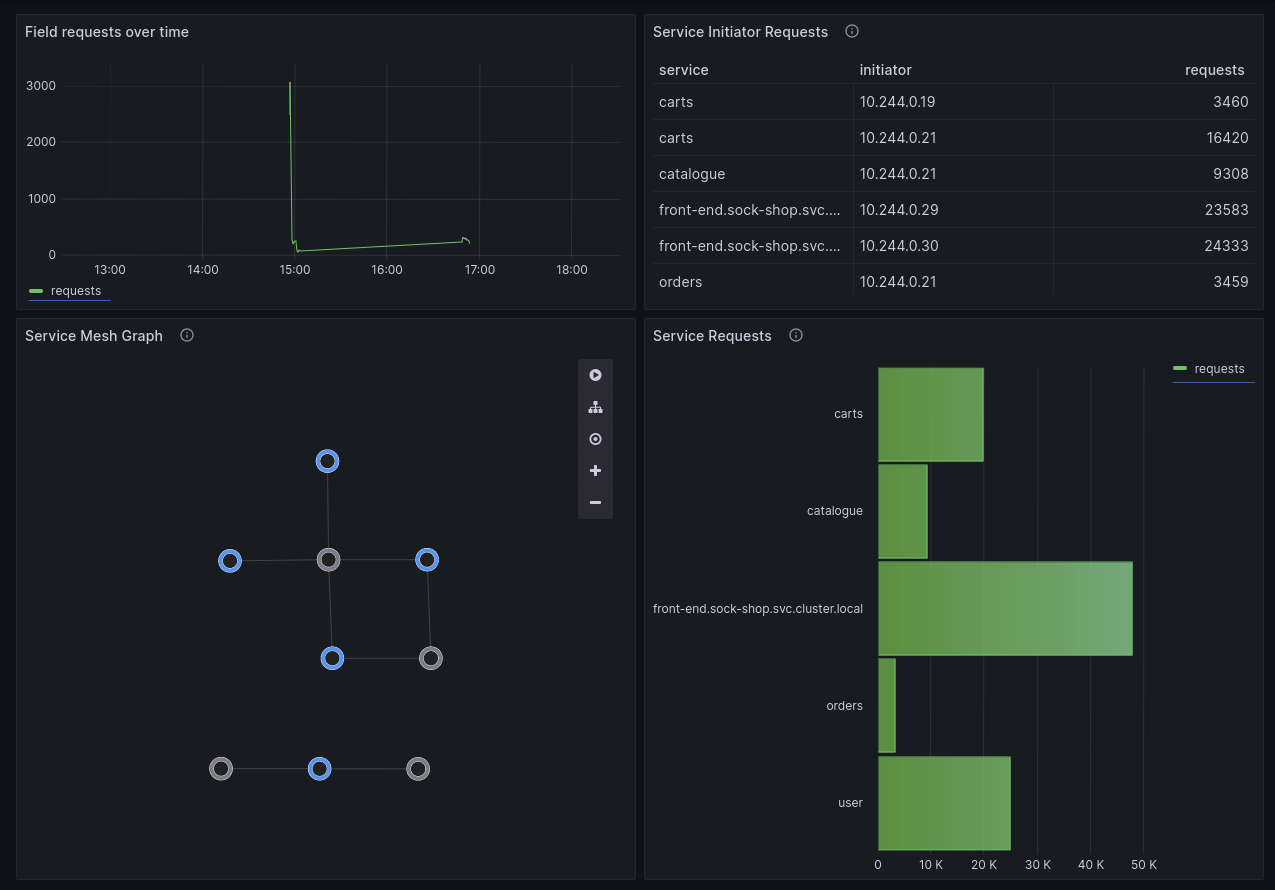 Field requests over time
3000
2000
1000
0
13:00 14:00 15:00 16:00 17:00 18:00
requests
Service Initiator Requests
service initiator requests
carts 10.244.0.19 3460
carts 10.244.0.21 16420
catalogue 10.244.0.21 9308
front-end.sock-shop.svc.... 10.244.0.29 23583
front-end.sock-shop.svc.... 10.244.0.30 24333
orders 10.244.0.21 3459
Service Mesh Graph
Service Requests
requests
carts
catalogue
front-end.sock-shop.svc.cluster.local
orders
user
0 10 K 20 K 30 K 40 K 50 K